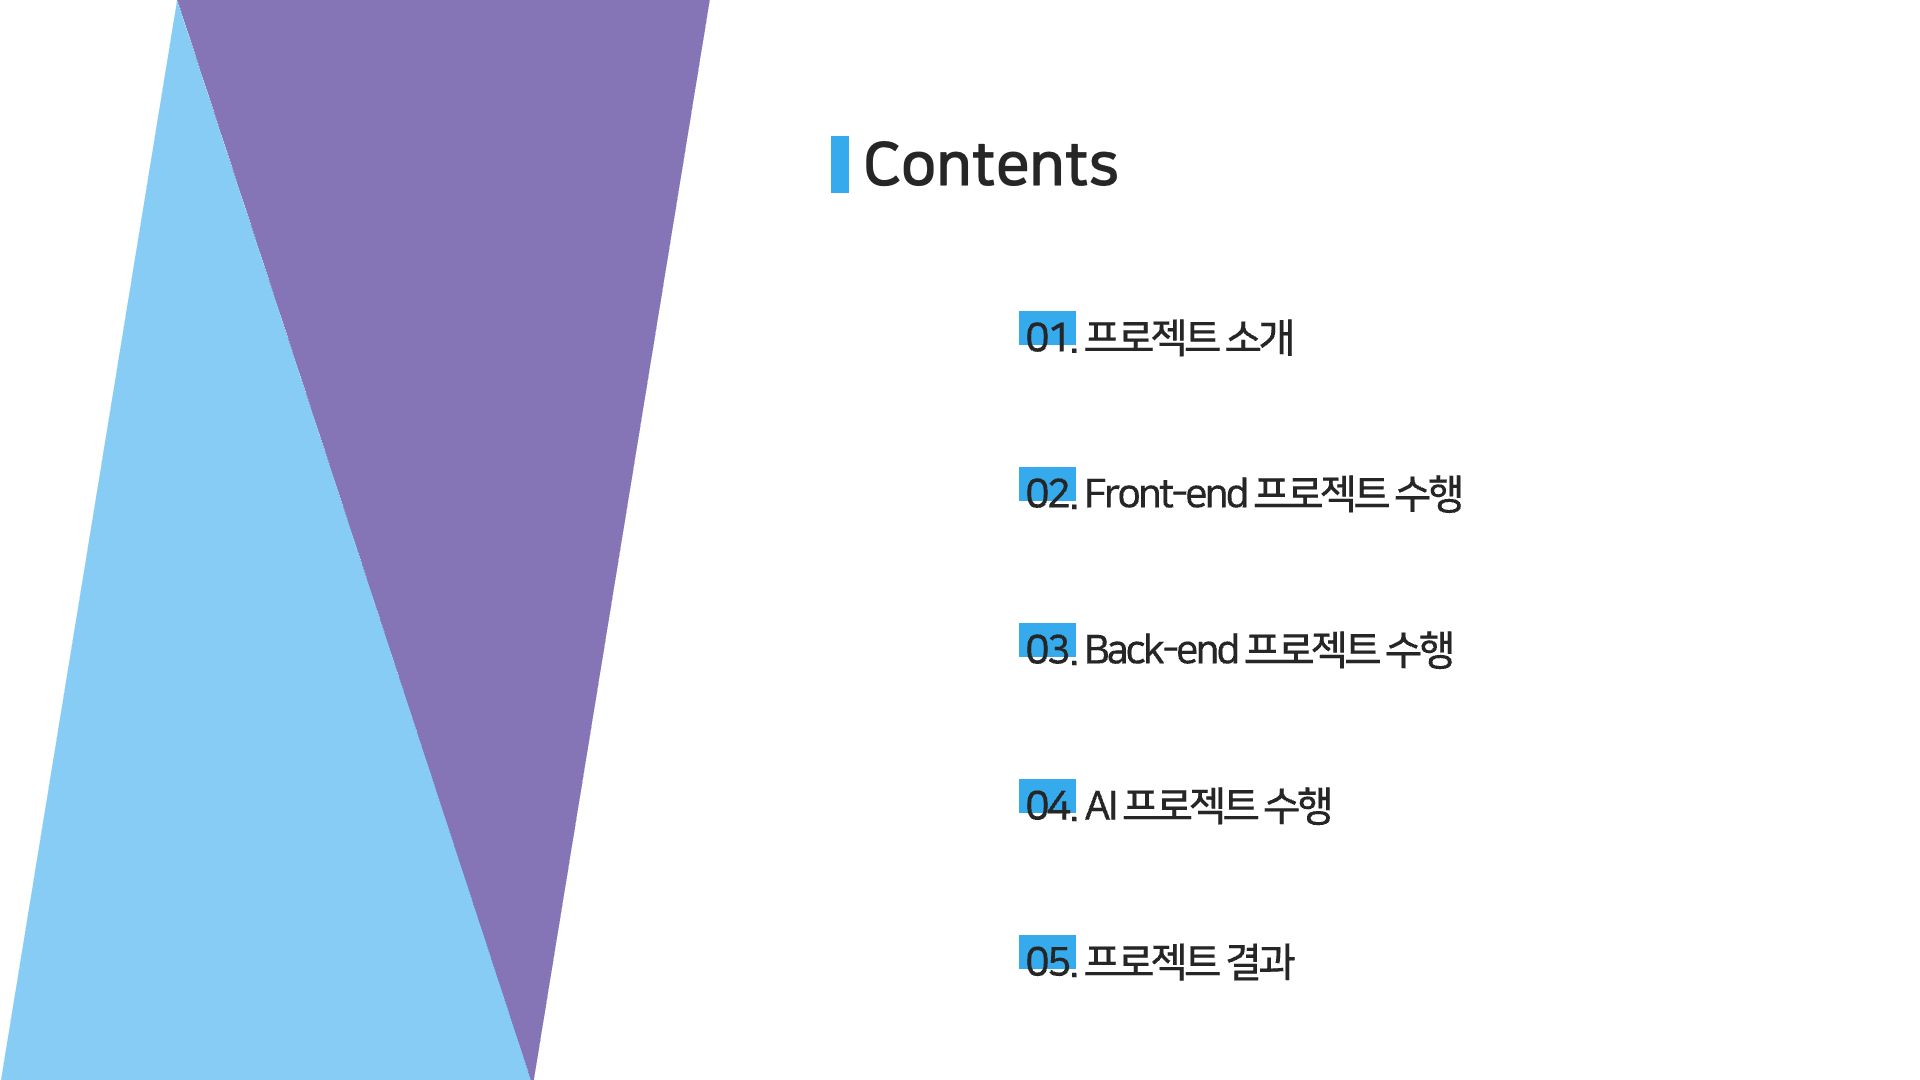 Contents
01. 프로젝트 소개
02. Front-end 프로젝트 수행
03. Back-end 프로젝트 수행
04. AI 프로젝트 수행
05. 프로젝트 결과